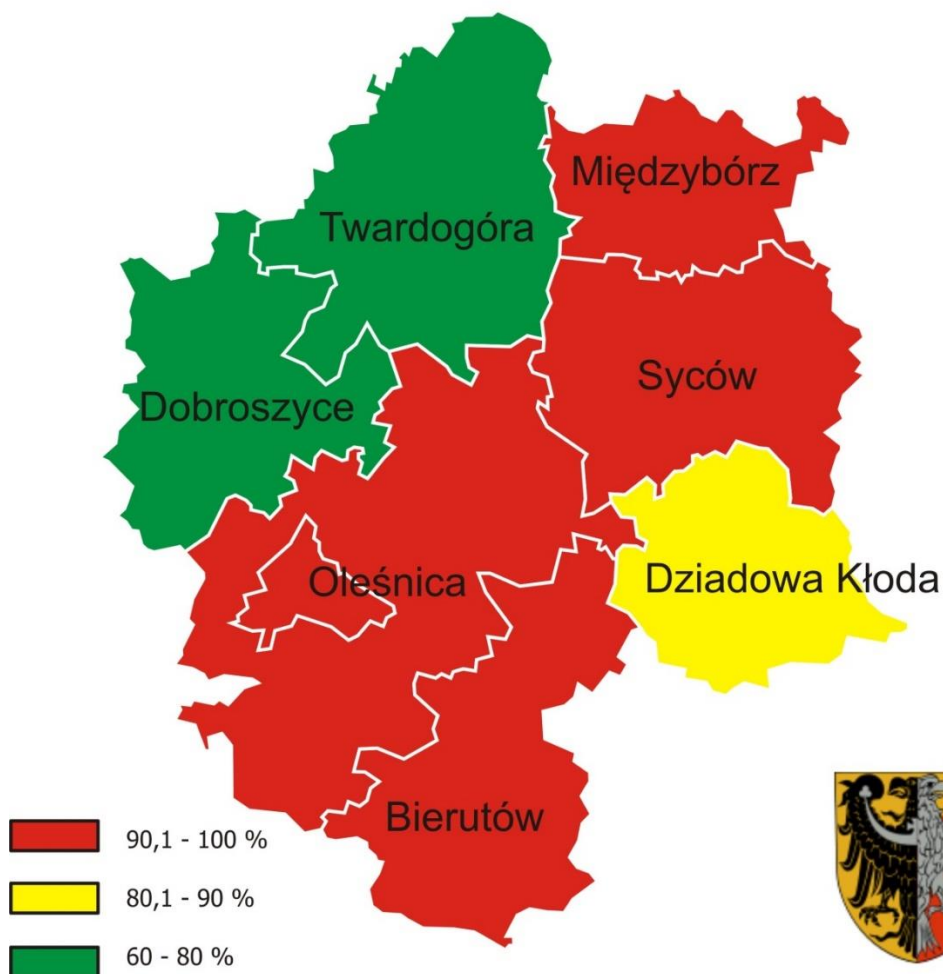 Międzybórz
Twardogóra
Syców
Dobroszyce
Oleśnica
Dziadowa Kłoda
Bierutów
90,1 - 100 %
80,1 - 90 %
60 - 80 %